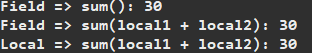 Field => sum(): 30
Field => sum(local1 + local2): 30
Local => sum(local1 + local2): 30